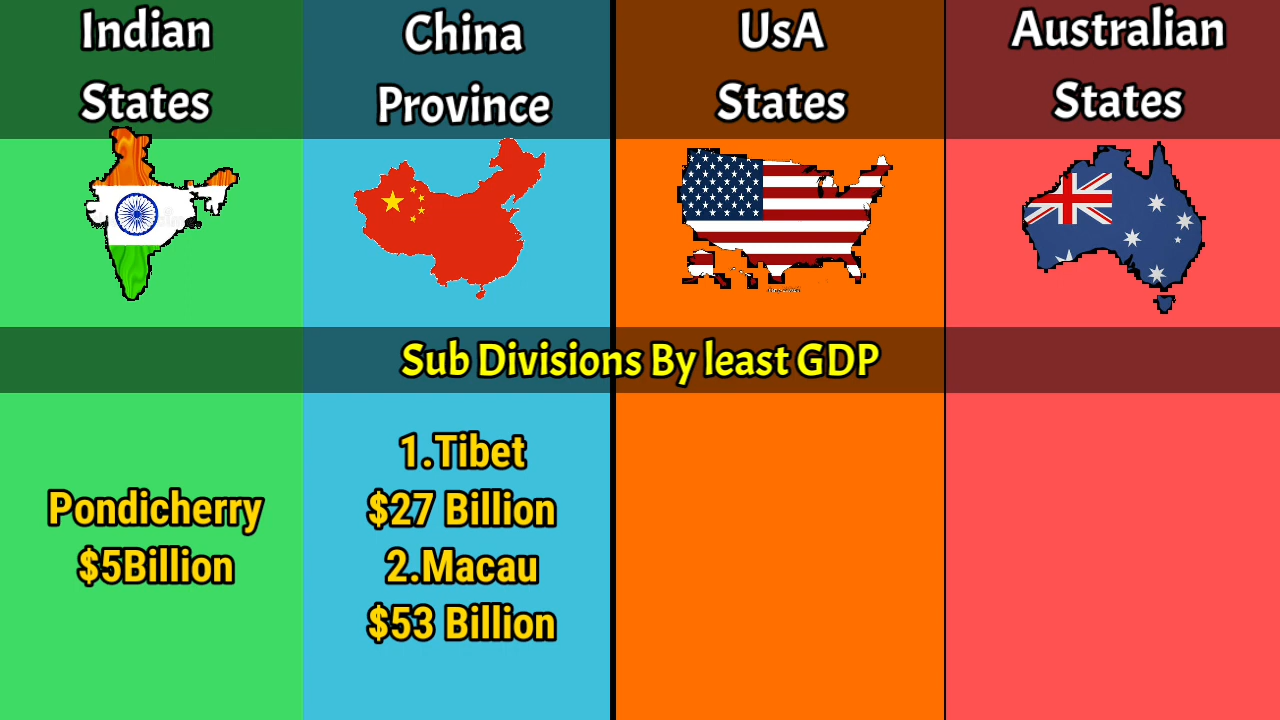 Indian
States
China
Province
UsA
States
Australian
States
Sub Divisions By least GDP
Pondicherry
$5Billion
1.Tibet
$27 Billion
2.Macau
$53 Billion